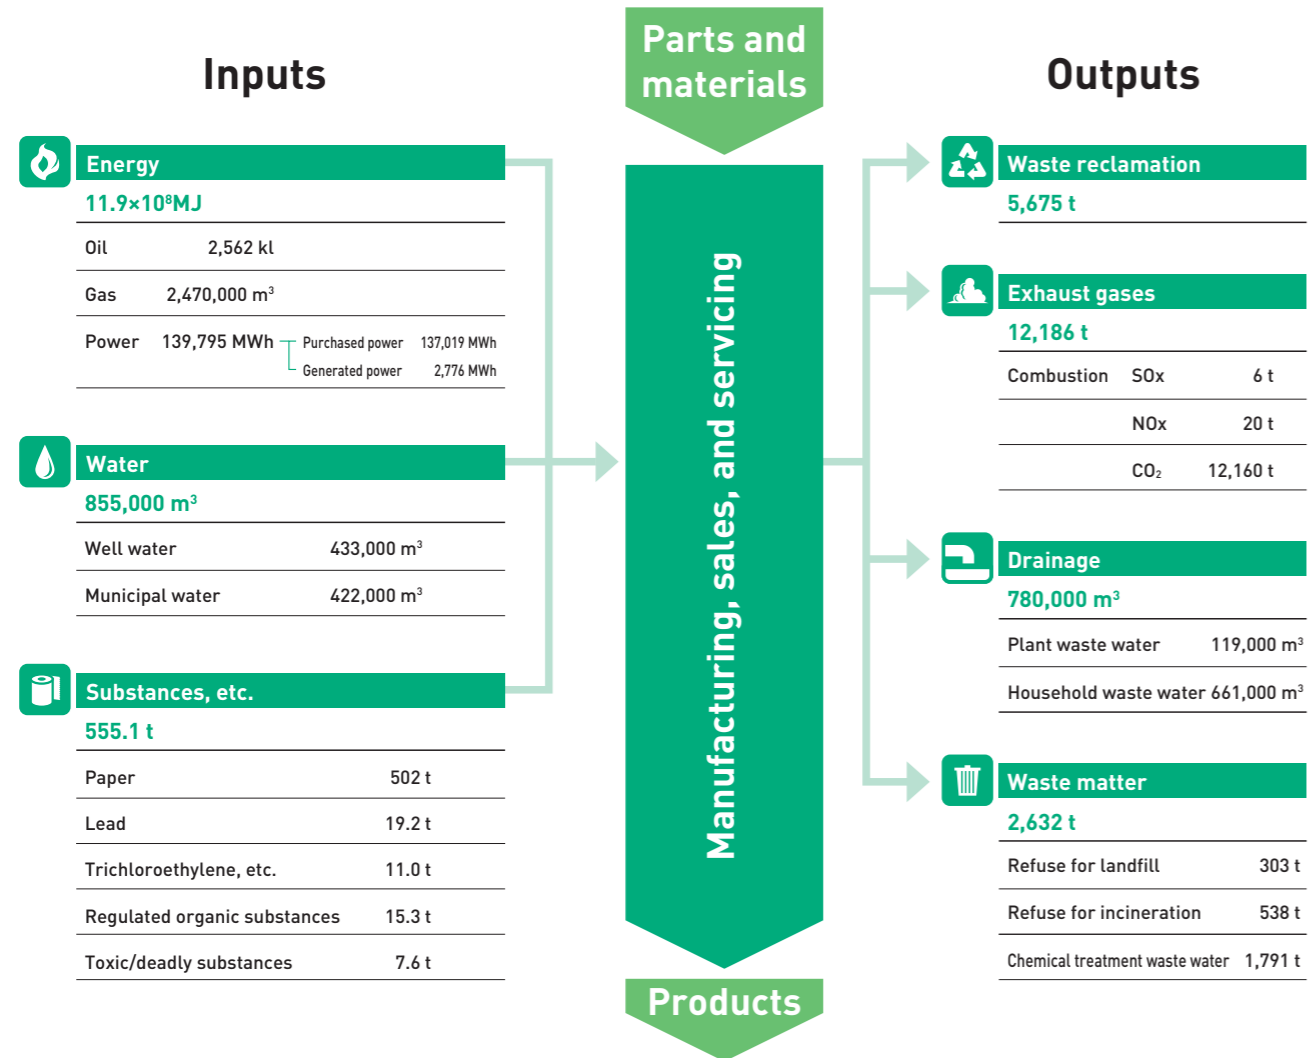 Parts and
materials
Inputs
Outputs
Energy
11.9×10⁸MJ
Oil 2,562 kl
Gas 2,470,000 m³
Power 139,795 MWh Purchased power 137,019 MWh
Generated power 2,776 MWh
Water
855,000 m³
Well water 433,000 m³
Municipal water 422,000 m³
Substances, etc.
555.1 t
Paper 502 t
Lead 19.2 t
Trichloroethylene, etc. 11.0 t
Regulated organic substances 15.3 t
Toxic/deadly substances 7.6 t
Manufacturing, sales, and servicing
Products
Waste reclamation
5,675 t
Exhaust gases
12,186 t
Combustion SOx 6 t
NOx 20 t
CO₂ 12,160 t
Drainage
780,000 m³
Plant waste water 119,000 m³
Household waste water 661,000 m³
Waste matter
2,632 t
Refuse for landfill 303 t
Refuse for incineration 538 t
Chemical treatment waste water 1,791 t